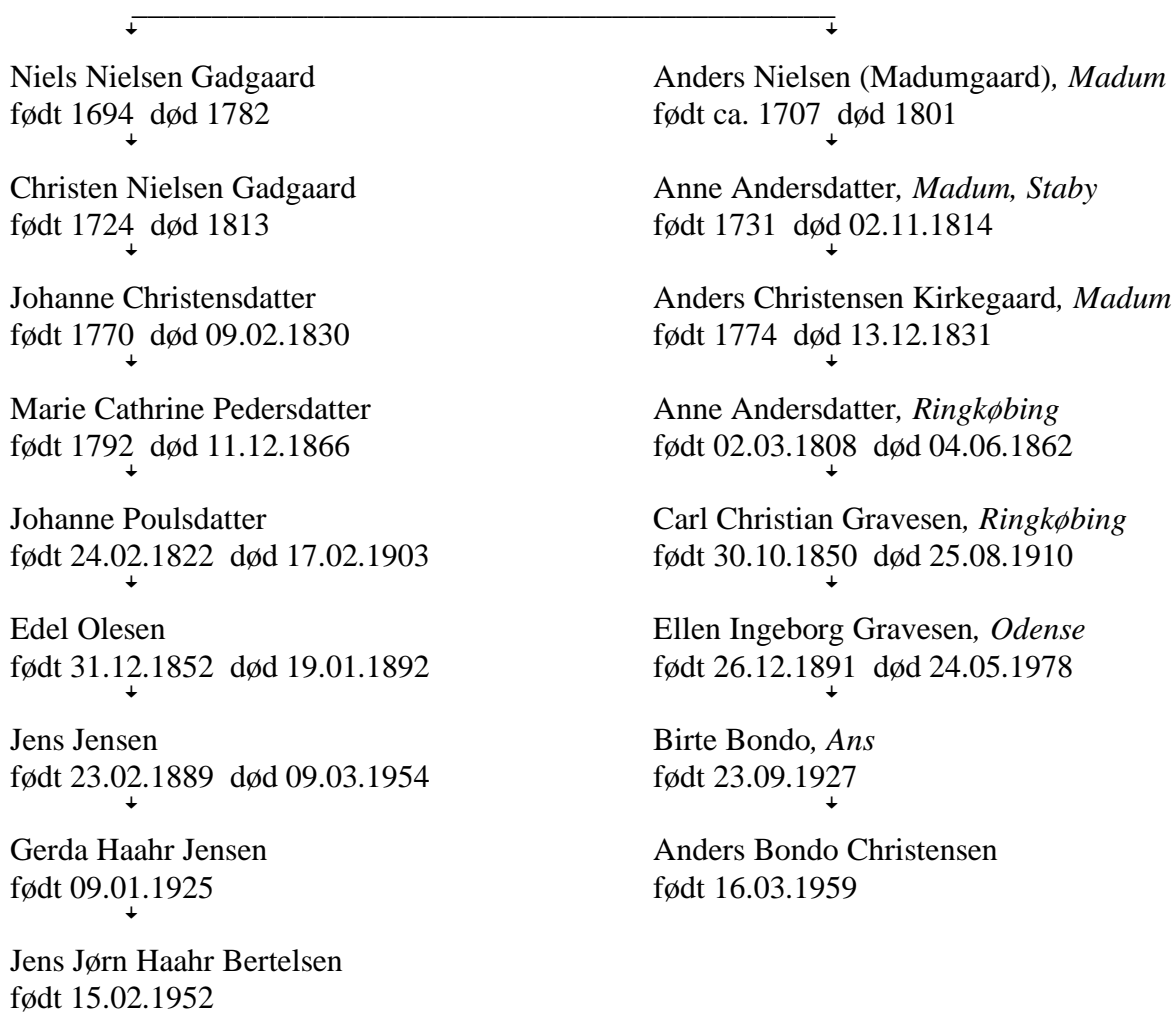 Niels Nielsen Gadgaard
født 1694 død 1782
Christen Nielsen Gadgaard
født 1724 død 1813
Johanne Christensdatter
født 1770 død 09.02.1830
Marie Cathrine Pedersdatter
født 1792 død 11.12.1866
Johanne Poulsdatter
født 24.02.1822 død 17.02.1903
Edel Olesen
født 31.12.1852 død 19.01.1892
Jens Jensen
født 23.02.1889 død 09.03.1954
Gerda Haahr Jensen
født 09.01.1925
Jens Jørn Haahr Bertelsen
født 15.02.1952
Anders Nielsen (Madumgaard), Madum
født ca. 1707 død 1801
Anne Andersdatter, Madum, Staby
født 1731 død 02.11.1814
Anders Christensen Kirkegaard, Madum
født 1774 død 13.12.1831
Anne Andersdatter, Ringkøbing
født 02.03.1808 død 04.06.1862
Carl Christian Gravesen, Ringkøbing
født 30.10.1850 død 25.08.1910
Ellen Ingeborg Gravesen, Odense
født 26.12.1891 død 24.05.1978
Birte Bondo, Ans
født 23.09.1927
Anders Bondo Christensen
født 16.03.1959